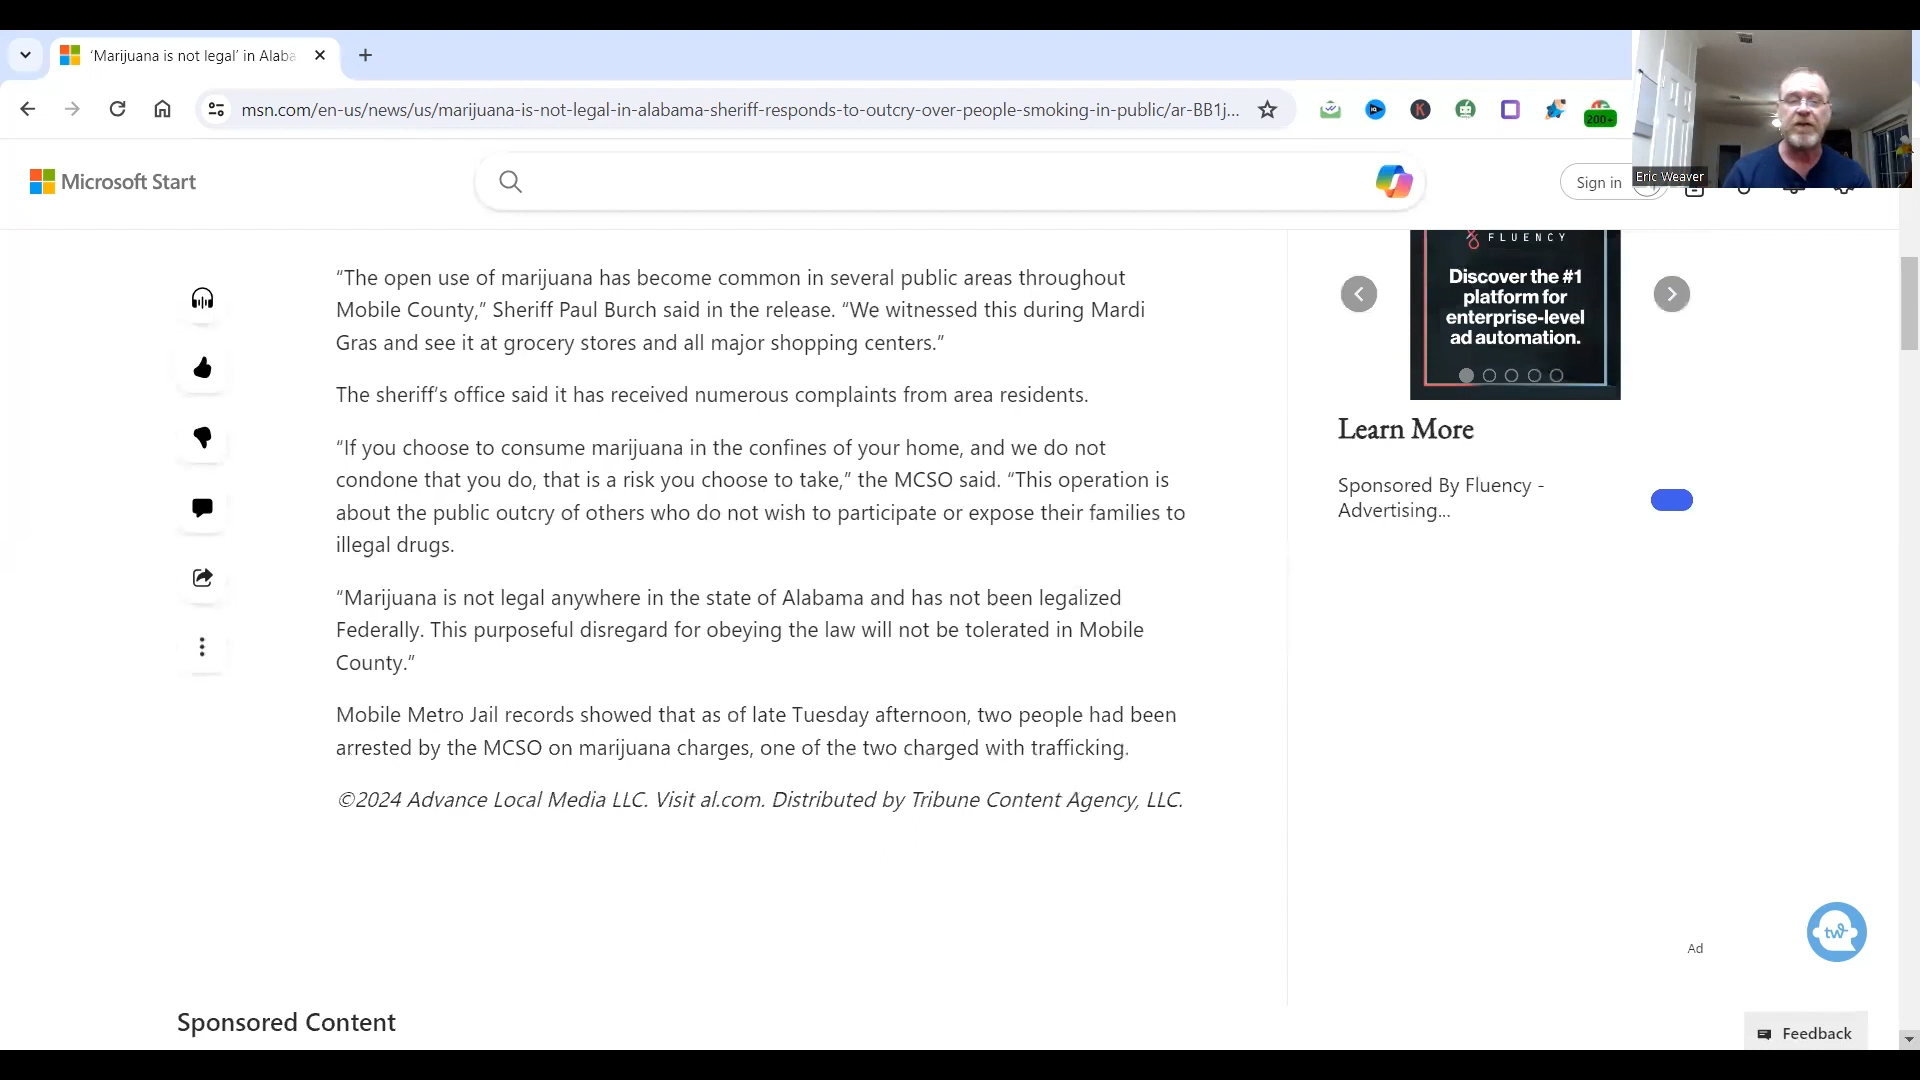 ‘Marijuana is not legal’ in Alaba
msn.com/en-us/news/us/marijuana-is-not-legal-in-alabama-sheriff-responds-to-outcry-over-people-smoking-in-public/ar-BB1j...
K
200+
Eric Weaver
Microsoft Start
Sign in
“The open use of marijuana has become common in several public areas throughout
Mobile County,” Sheriff Paul Burch said in the release. “We witnessed this during Mardi
Gras and see it at grocery stores and all major shopping centers.”
The sheriff’s office said it has received numerous complaints from area residents.
“If you choose to consume marijuana in the confines of your home, and we do not
condone that you do, that is a risk you choose to take,” the MCSO said. “This operation is
about the public outcry of others who do not wish to participate or expose their families to
illegal drugs.
“Marijuana is not legal anywhere in the state of Alabama and has not been legalized
Federally. This purposeful disregard for obeying the law will not be tolerated in Mobile
County.”
Mobile Metro Jail records showed that as of late Tuesday afternoon, two people had been
arrested by the MCSO on marijuana charges, one of the two charged with trafficking.
©2024 Advance Local Media LLC. Visit al.com. Distributed by Tribune Content Agency, LLC.
FLUENCY
Discover the #1
platform for
enterprise-level
ad automation.
Learn More
Sponsored By Fluency -
Advertising...
tw
Ad
Sponsored Content
Feedback